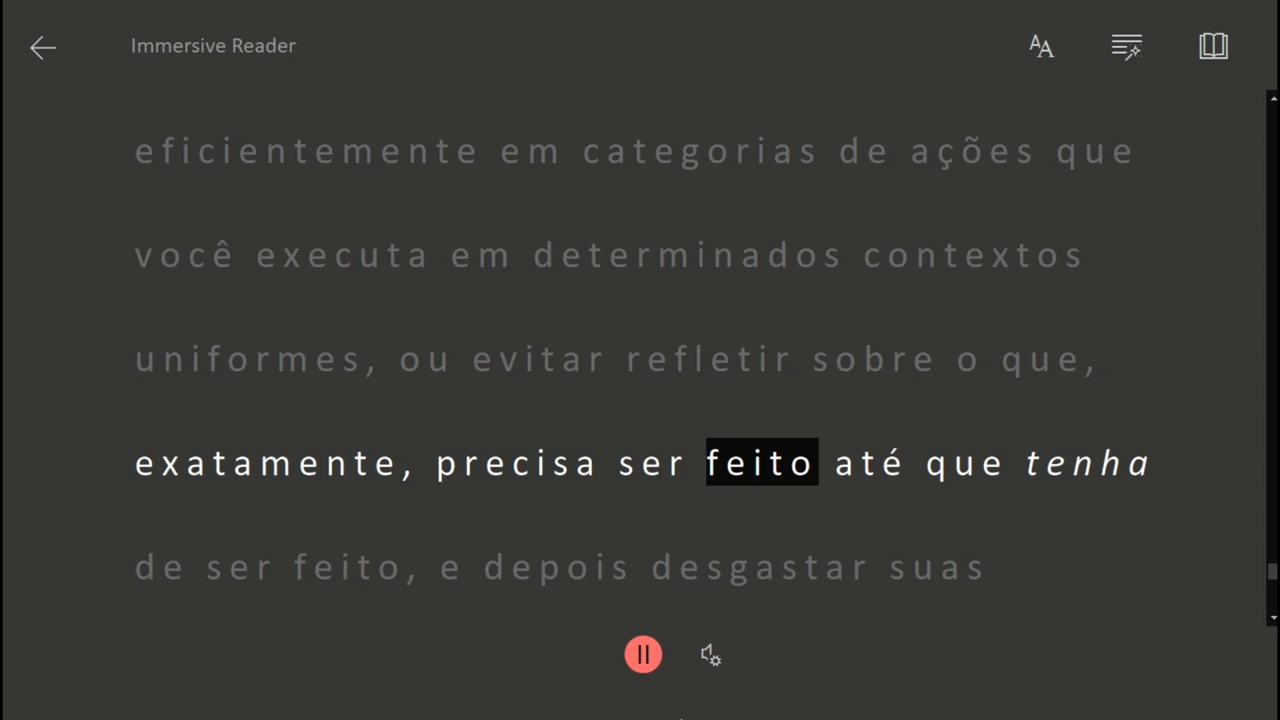 Immersive Reader
eficientemente em categorias de ações que
você executa em determinados contextos
uniformes, ou evitar refletir sobre o que,
exatamente, precisa ser feito até que tenha
de ser feito, e depois desgastar suas